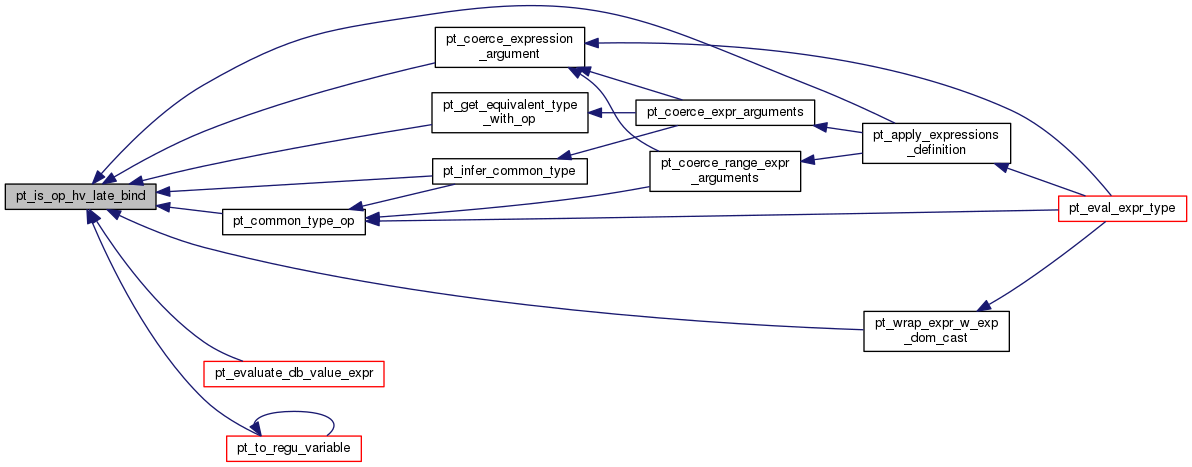 pt_is_op_hv_late_bind
pt_coerce_expression
_argument
pt_get_equivalent_type
_with_op
pt_infer_common_type
pt_common_type_op
pt_coerce_expr_arguments
pt_coerce_range_expr
_arguments
pt_apply_expressions
_definition
pt_eval_expr_type
pt_wrap_expr_w_exp
_dom_cast
pt_evaluate_db_value_expr
pt_to_regu_variable